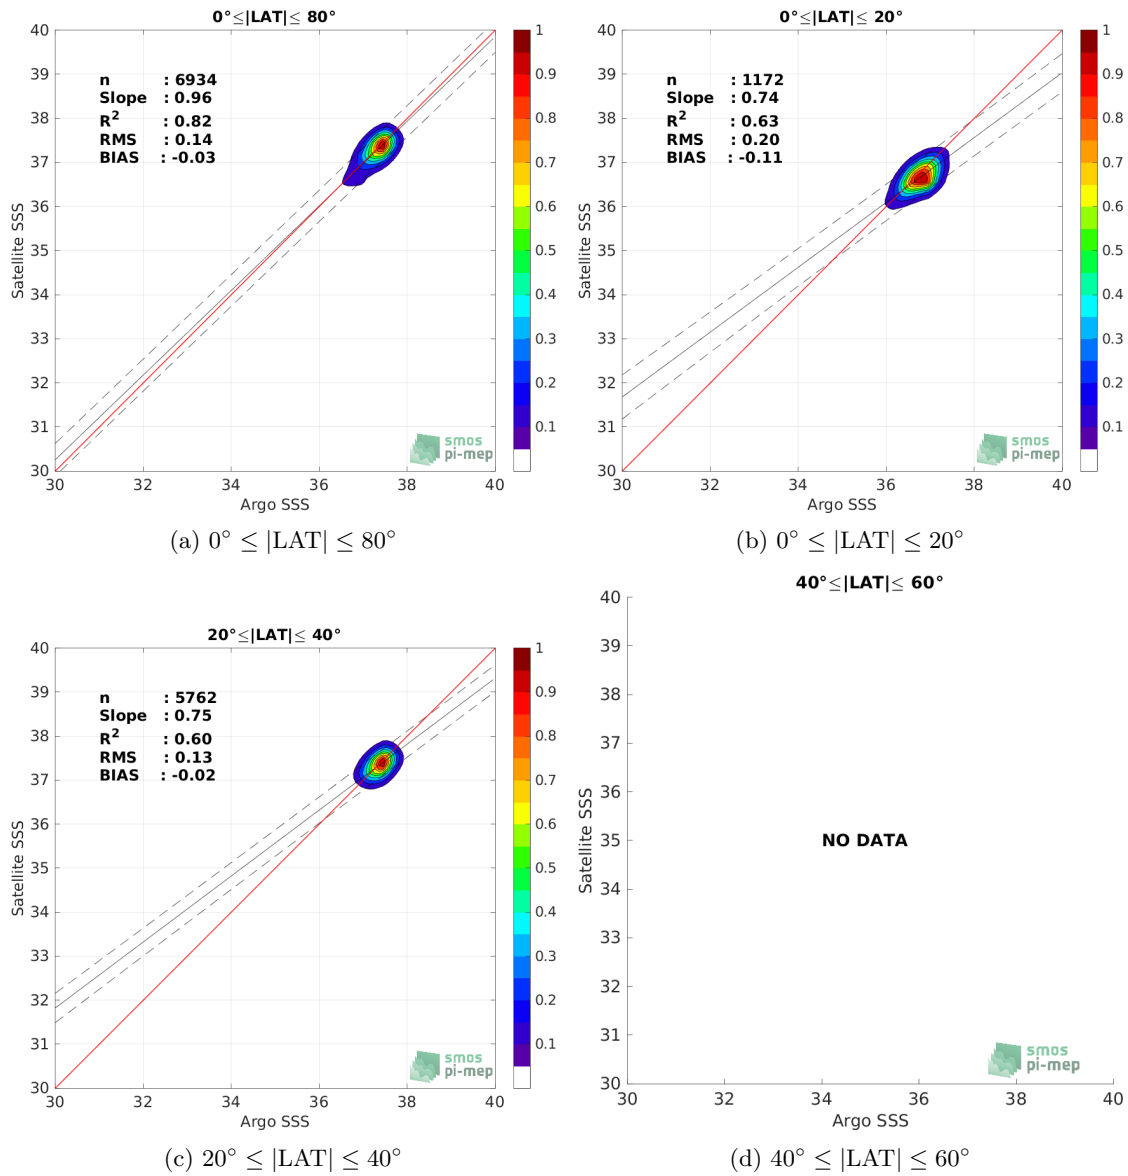 0°≤|LAT|≤ 80°
n : 6934
Slope : 0.96
R² : 0.82
RMS : 0.14
BIAS : -0.03
Satellite SSS
40
39
38
37
36
35
34
33
32
31
30
30 32 34 36 38 40
Argo SSS
1
0.9
0.8
0.7
0.6
0.5
0.4
0.3
0.2
0.1
smos
pi-mep
(a) 0° ≤ |LAT| ≤ 80°
0°≤|LAT|≤ 20°
n : 1172
Slope : 0.74
R² : 0.63
RMS : 0.20
BIAS : -0.11
Satellite SSS
40
39
38
37
36
35
34
33
32
31
30
30 32 34 36 38 40
Argo SSS
1
0.9
0.8
0.7
0.6
0.5
0.4
0.3
0.2
0.1
smos
pi-mep
(b) 0° ≤ |LAT| ≤ 20°
20°≤|LAT|≤ 40°
n : 5762
Slope : 0.75
R² : 0.60
RMS : 0.13
BIAS : -0.02
Satellite SSS
40
39
38
37
36
35
34
33
32
31
30
30 32 34 36 38 40
Argo SSS
1
0.9
0.8
0.7
0.6
0.5
0.4
0.3
0.2
0.1
smos
pi-mep
(c) 20° ≤ |LAT| ≤ 40°
40°≤|LAT|≤ 60°
Satellite SSS
40
39
38
37
36
35
34
33
32
31
30
NO DATA
30 32 34 36 38 40
Argo SSS
smos
pi-mep
(d) 40° ≤ |LAT| ≤ 60°